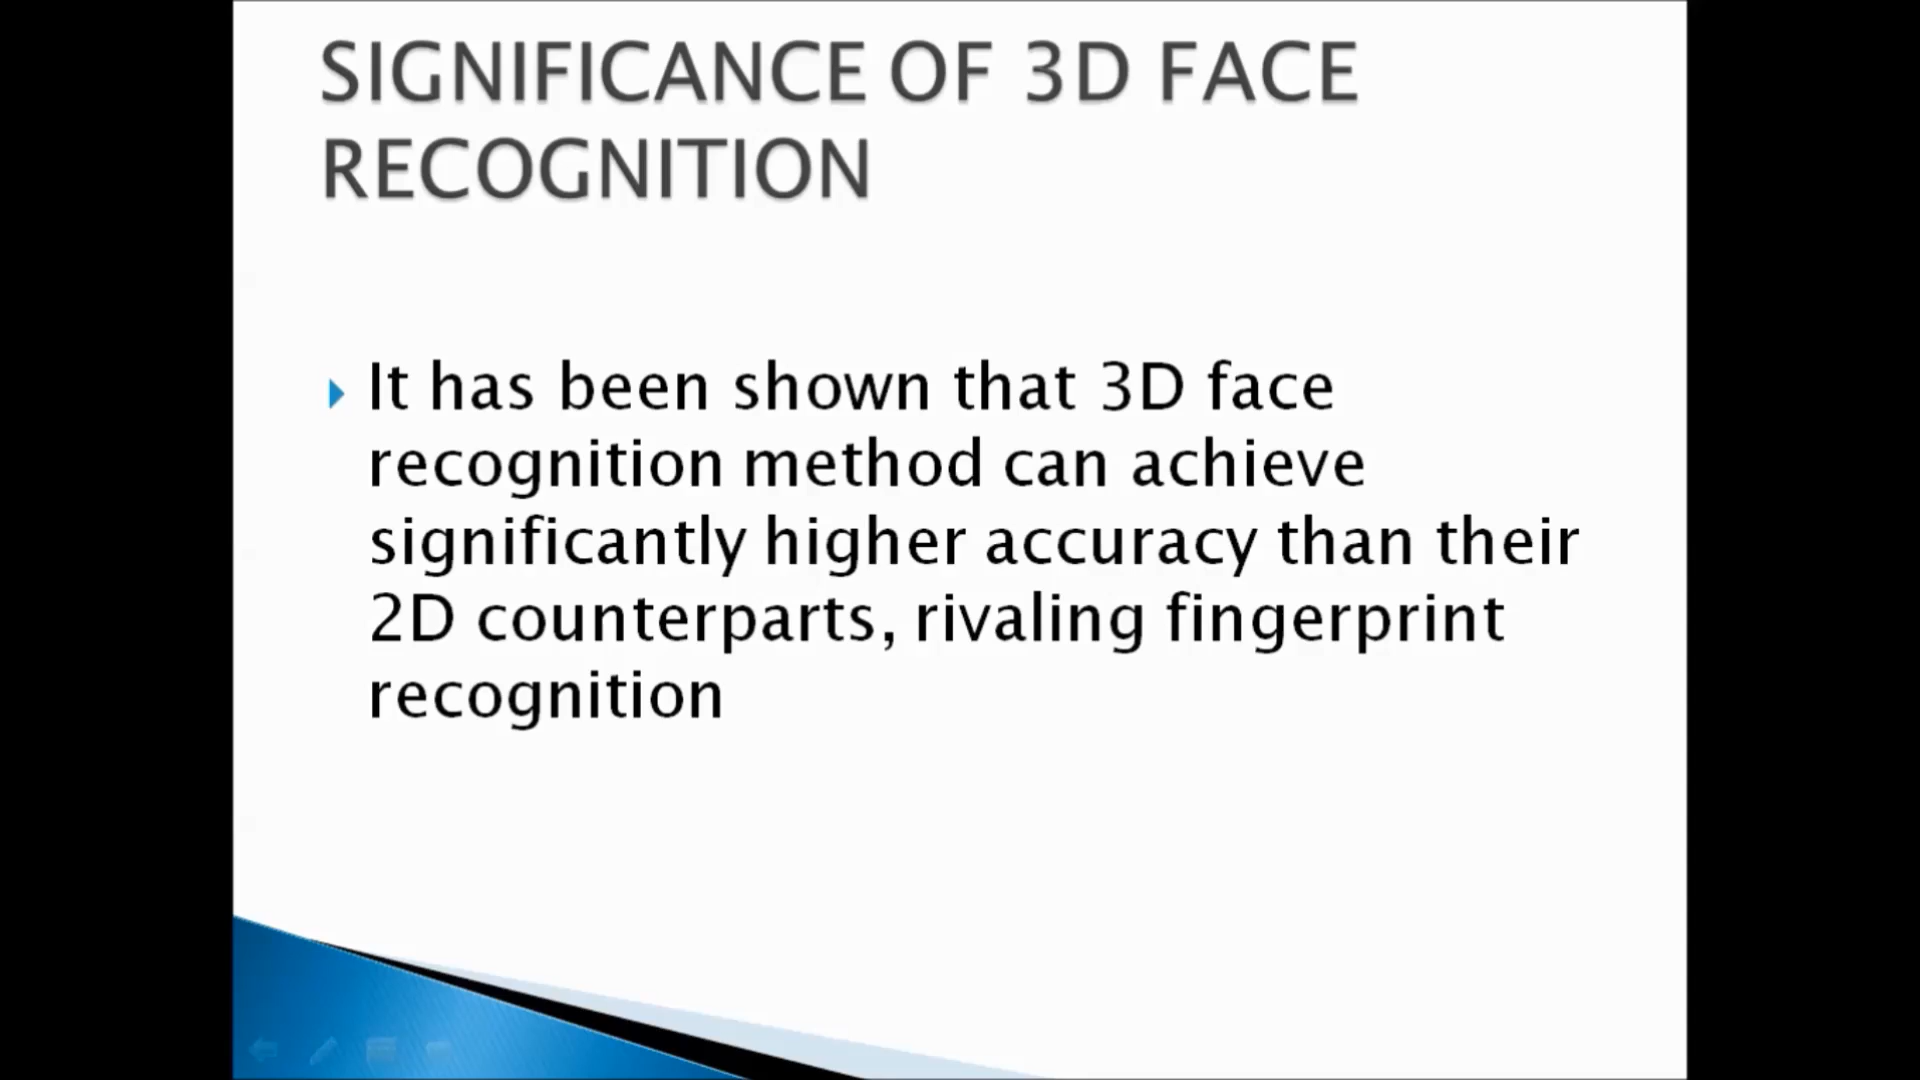 SIGNIFICANCE OF 3D FACE
RECOGNITION
It has been shown that 3D face
recognition method can achieve
significantly higher accuracy than their
2D counterparts, rivaling fingerprint
recognition